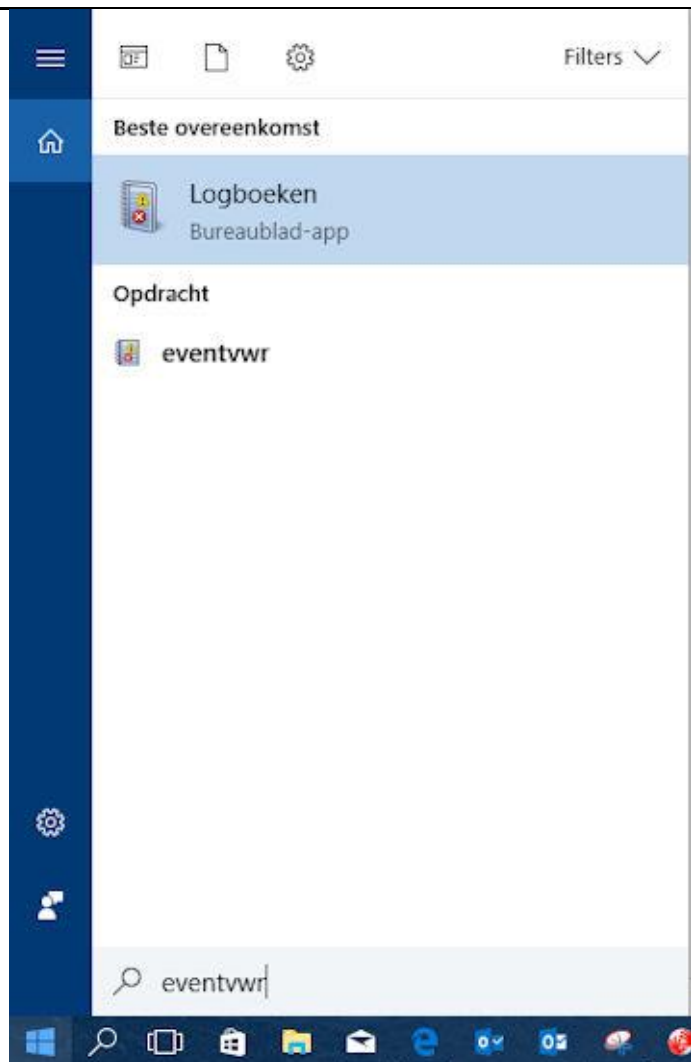 Filters
Beste overeenkomst
Logboeken
Bureaublad-app
Opdracht
eventvwr
eventvwr